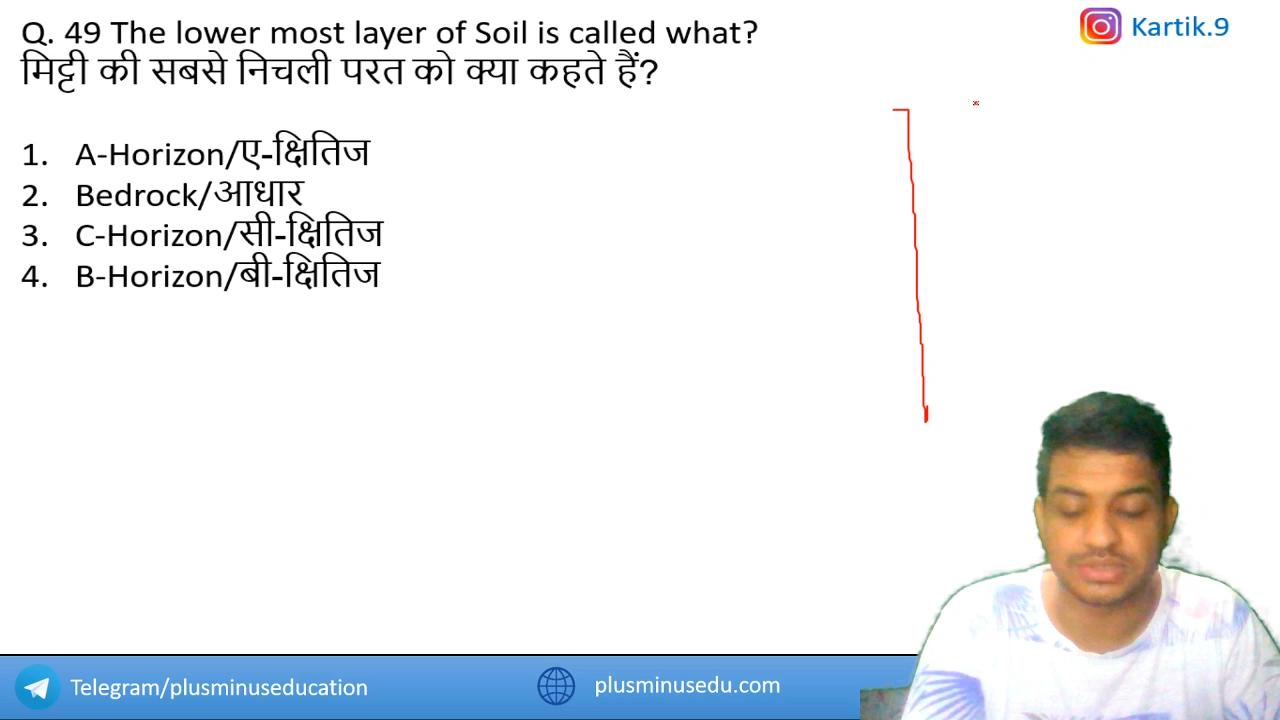 Q. 49 The lower most layer of Soil is called what?
मिट्टी की सबसे निचली परत को क्या कहते हैं?
Kartik.9
1. A-Horizon/ए-क्षितिज
2. Bedrock/आधार
3. C-Horizon/सी-क्षितिज
4. B-Horizon/बी-क्षितिज
Telegram/plusminuseducation
plusminusedu.com